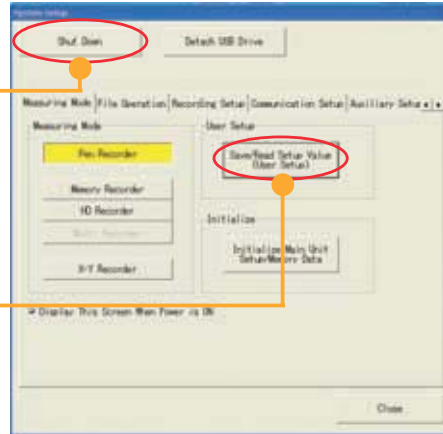 System Setup
Shut Down
Detach USB Drive
Measuring Mode
File Operation
Recording Setup
Communication Setup
Auxiliary Setup
Measuring Mode
User Setup
Pen Recorder
Save/Read Setup Value
(User Setup)
Memory Recorder
HD Recorder
Initialize
Initialize Main Unit
Setup/Memory Data
X-Y Recorder
Display This Screen When Power is ON
Close